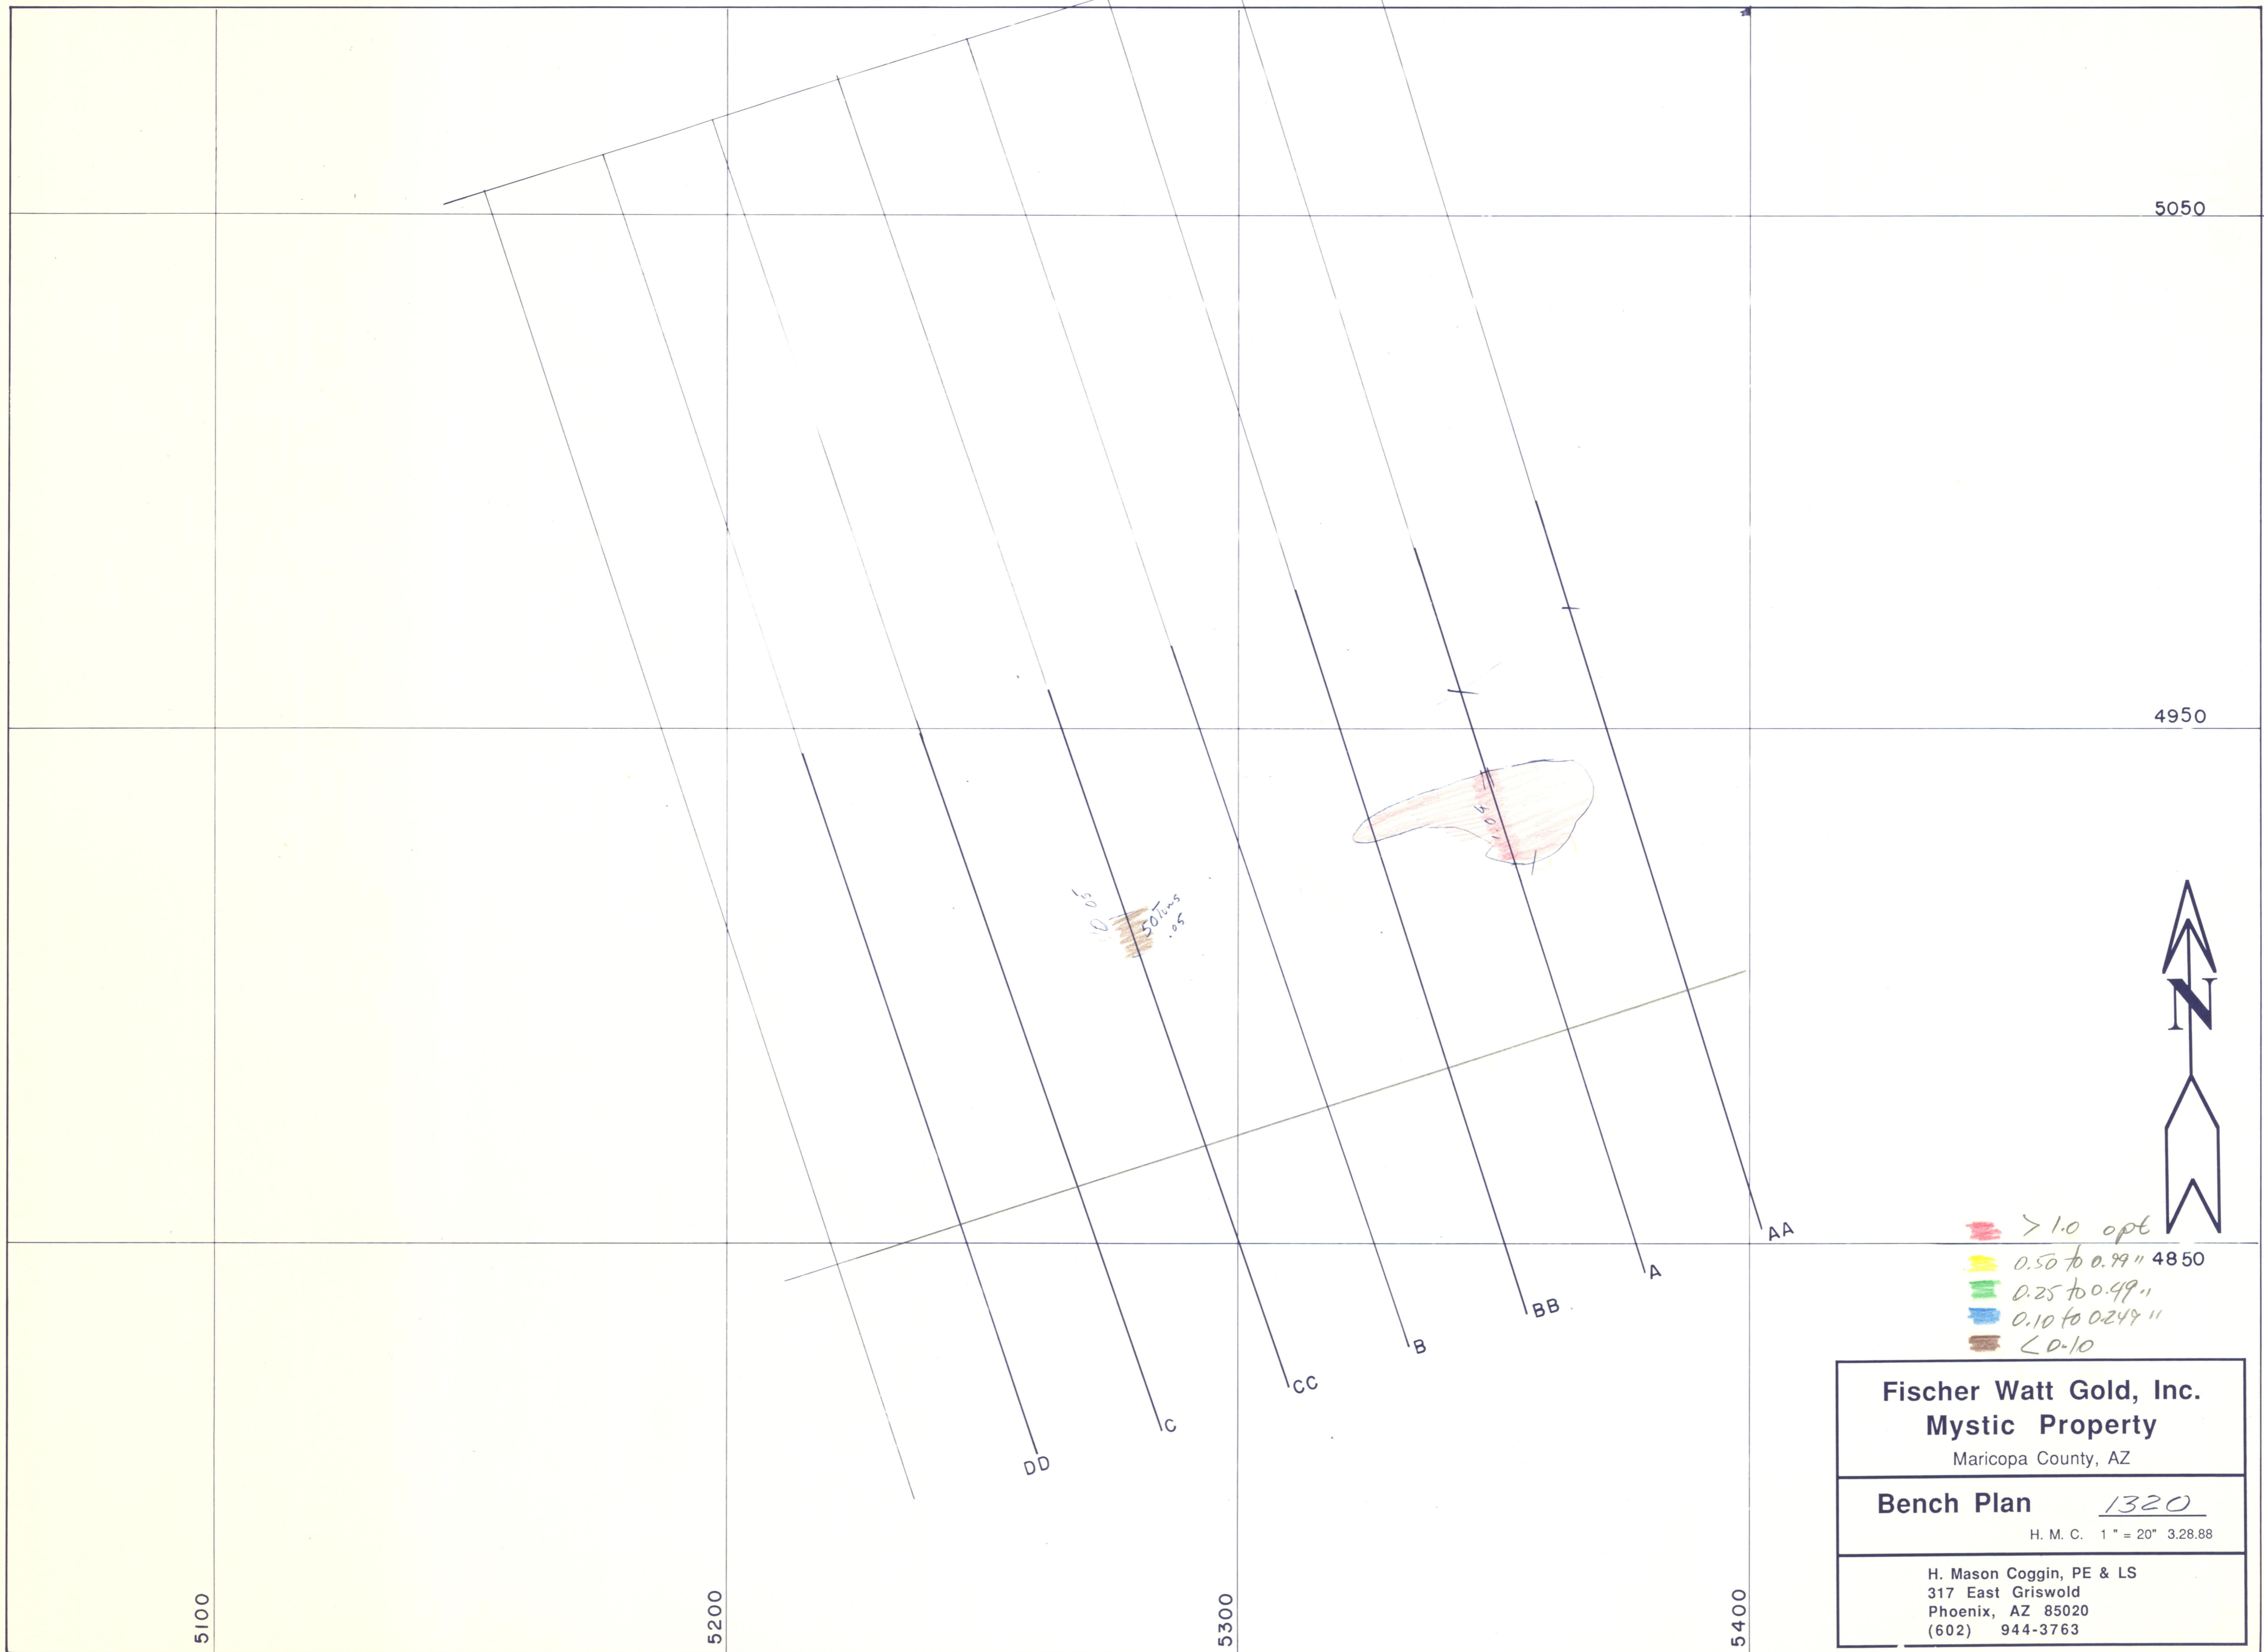 5050
4950
50 Tons
.05
1.04
N
AA
> 1.0 opt
0.50 to 0.99 "
4850
0.25 to 0.49 "
0.10 to 0.249 "
< 0.10
A
BB
B
CC
C
DD
Fischer Watt Gold, Inc.
Mystic Property
Maricopa County, AZ
Bench Plan 1320
H. M. C. 1 " = 20" 3.28.88
H. Mason Coggin, PE & LS
317 East Griswold
Phoenix, AZ 85020
(602) 944-3763
5100
5200
5300
5400